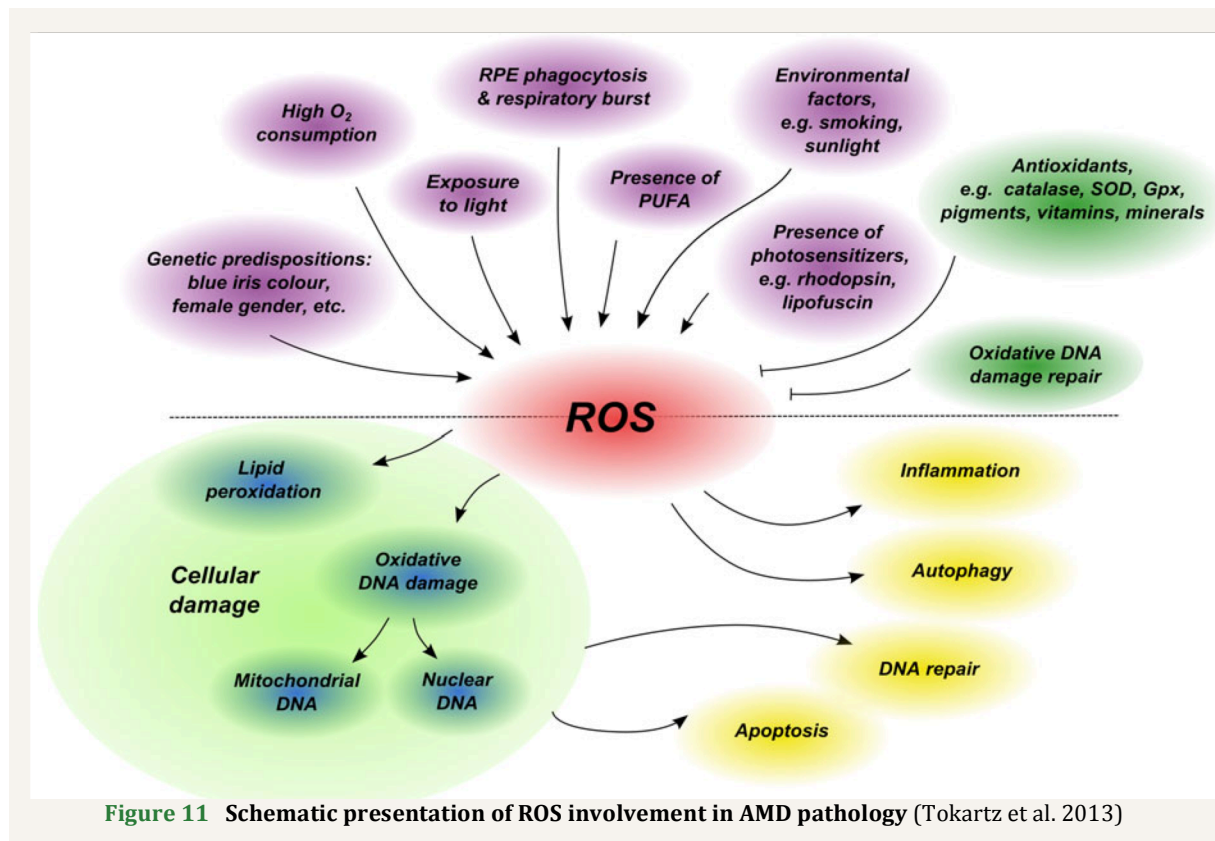 RPE phagocytosis
& respiratory burst
Environmental
factors,
e.g. smoking,
sunlight
High O₂
consumption
Antioxidants,
e.g. catalase, SOD, Gpx,
pigments, vitamins, minerals
Exposure
to light
Presence of
PUFA
Presence of
photosensitizers,
e.g. rhodopsin,
lipofuscin
Genetic predispositions:
blue iris colour,
female gender, etc.
Oxidative DNA
damage repair
ROS
Lipid
peroxidation
Inflammation
Oxidative
DNA damage
Autophagy
Cellular
damage
DNA repair
Mitochondrial
DNA
Nuclear
DNA
Apoptosis
Figure 11 Schematic presentation of ROS involvement in AMD pathology (Tokartz et al. 2013)